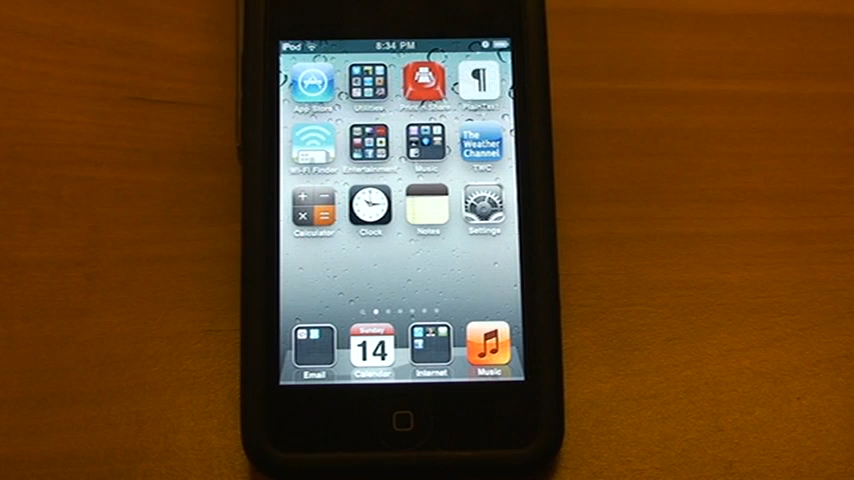 iPod 8:34 PM
App Store Utilities Print n Share PlainText
¶
The
Weather
Channel
Wi-Fi Finder Entertainment Music TWC
Calculator Clock Notes Settings
Sunday
14
Email Calendar Internet Music